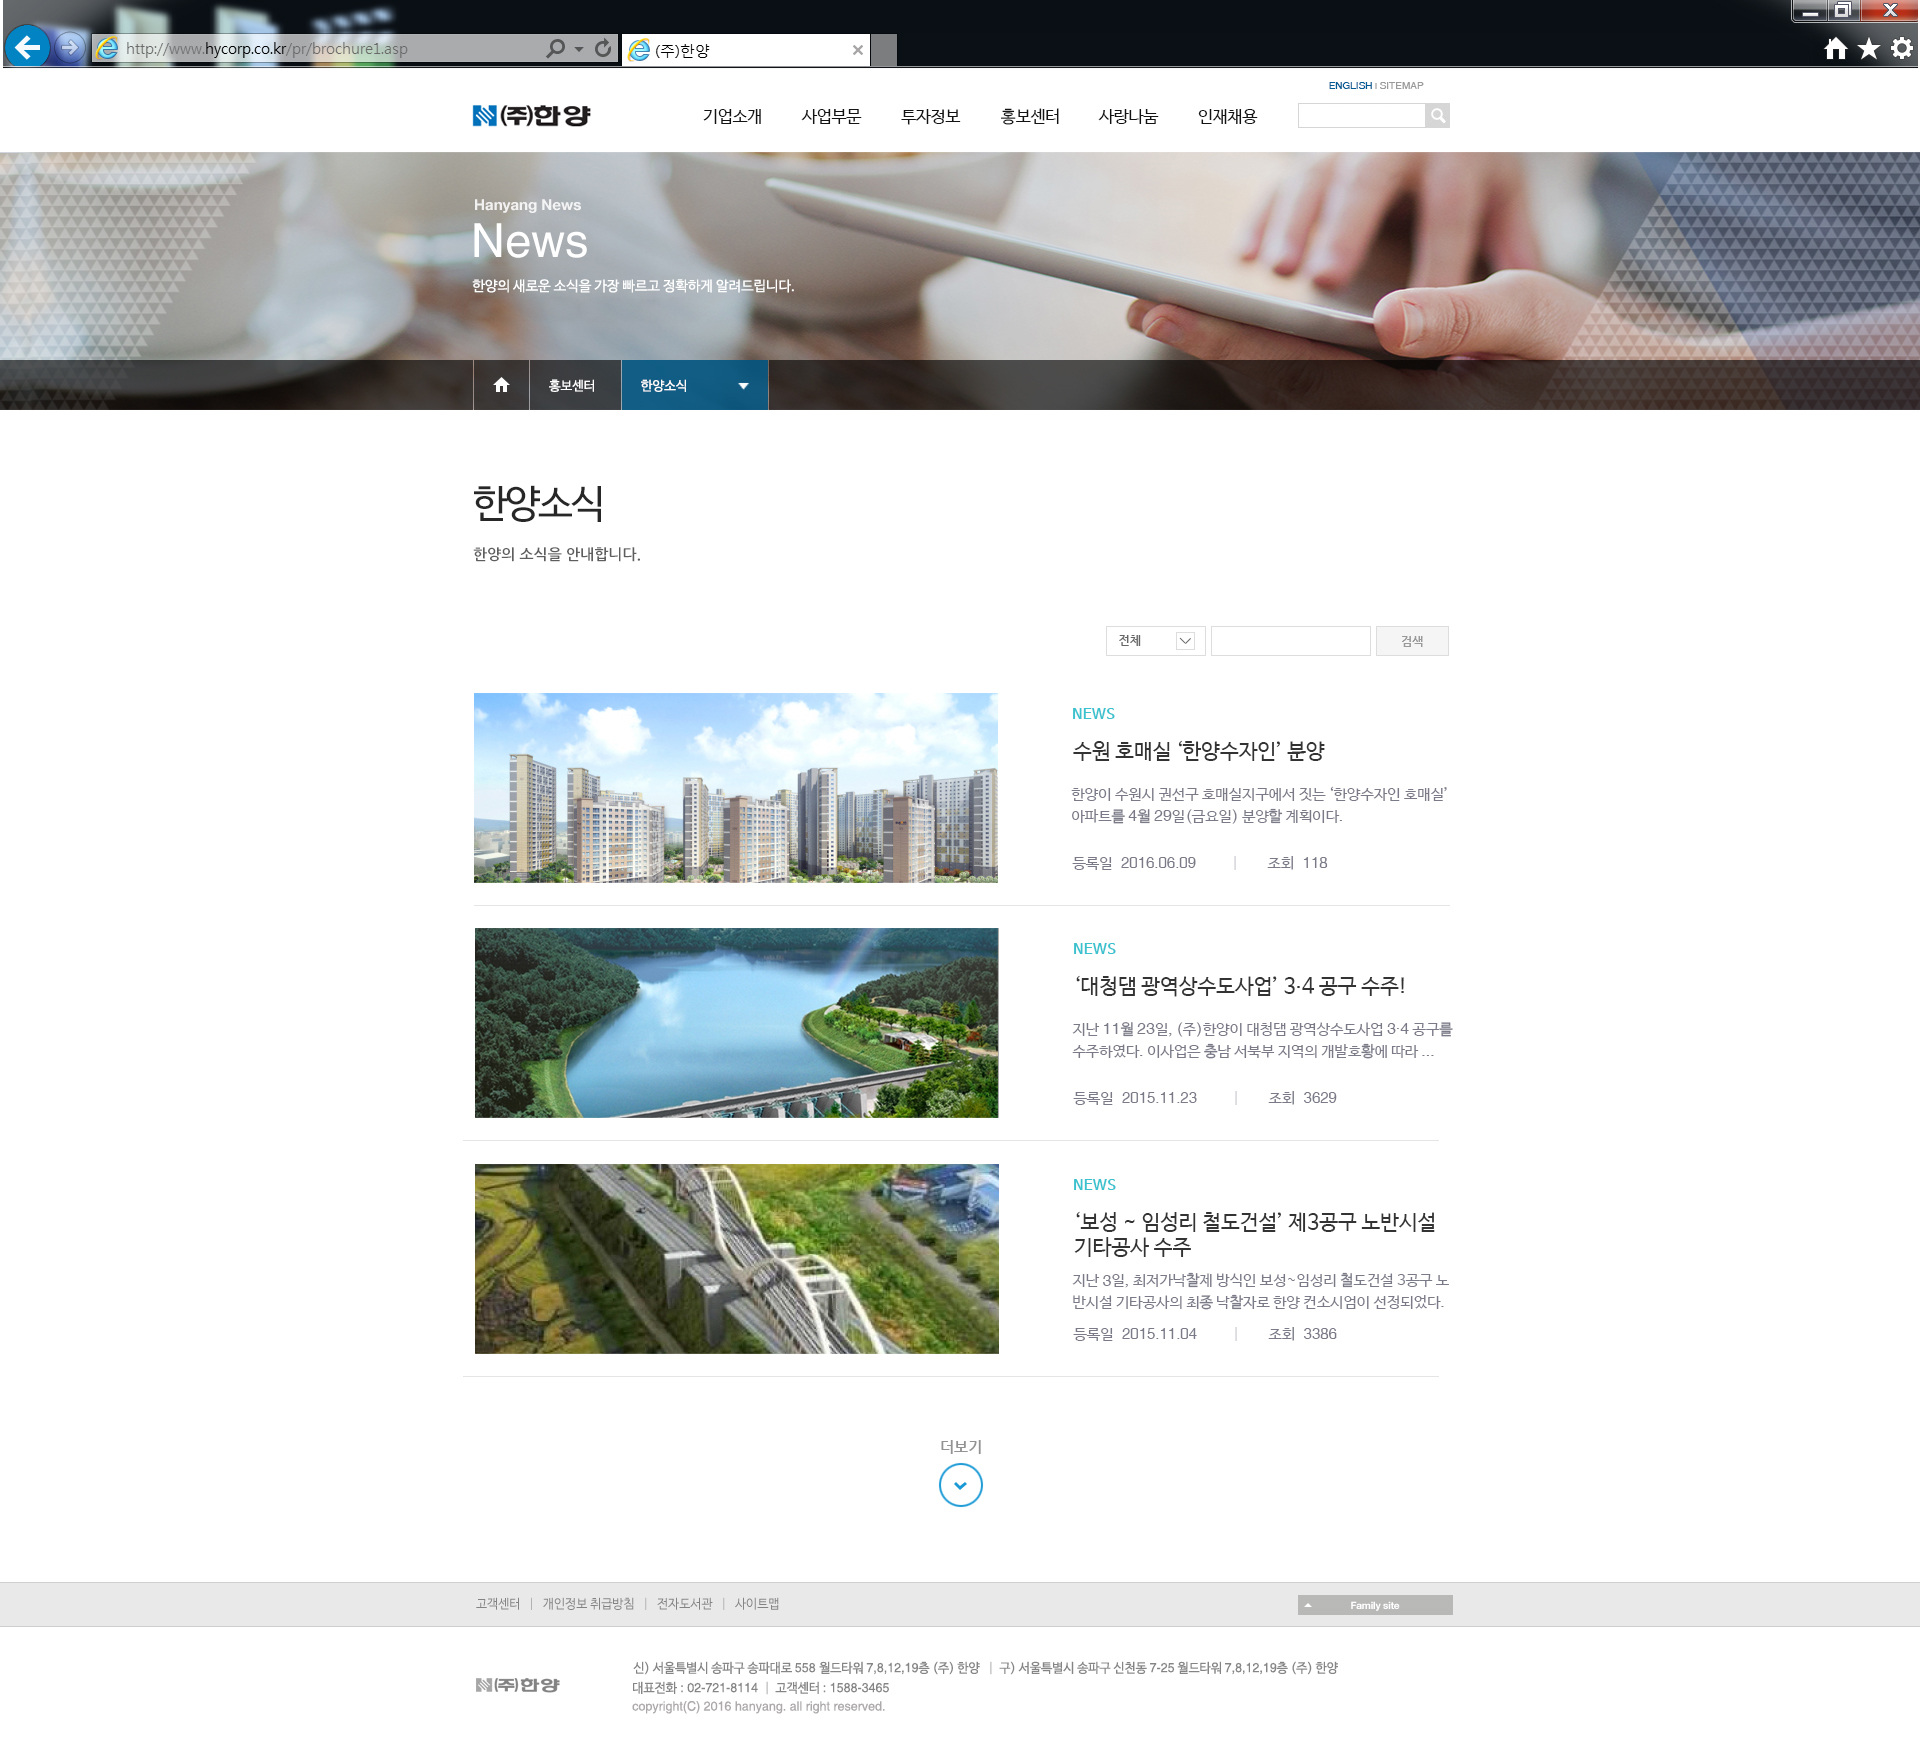 http://www.hycorp.co.kr/pr/brochure1.asp
(주)한양
ENGLISH | SITEMAP
(주)한양
기업소개
사업부문
투자정보
홍보센터
사랑나눔
인재채용
Hanyang News
News
한양의 새로운 소식을 가장 빠르고 정확하게 알려드립니다.
홍보센터
한양소식
한양소식
한양의 소식을 안내합니다.
전체
검색
NEWS
수원 호매실 ‘한양수자인’ 분양
한양이 수원시 권선구 호매실지구에서 짓는 ‘한양수자인 호매실’
아파트를 4월 29일(금요일) 분양할 계획이다.
등록일 2016.06.09 | 조회 118
NEWS
‘대청댐 광역상수도사업’ 3·4 공구 수주!
지난 11월 23일, (주)한양이 대청댐 광역상수도사업 3·4 공구를
수주하였다. 이사업은 충남 서북부 지역의 개발호황에 따라 ...
등록일 2015.11.23 | 조회 3629
NEWS
‘보성 ~ 임성리 철도건설’ 제3공구 노반시설
기타공사 수주
지난 3일, 최저가낙찰제 방식인 보성~임성리 철도건설 3공구 노
반시설 기타공사의 최종 낙찰자로 한양 컨소시엄이 선정되었다.
등록일 2015.11.04 | 조회 3386
더보기
고객센터 | 개인정보 취급방침 | 전자도서관 | 사이트맵
Family site
(주)한양
신) 서울특별시 송파구 송파대로 558 월드타워 7,8,12,19층 (주) 한양 | 구) 서울특별시 송파구 신천동 7-25 월드타워 7,8,12,19층 (주) 한양
대표전화 : 02-721-8114 | 고객센터 : 1588-3465
copyright(C) 2016 hanyang. all right reserved.